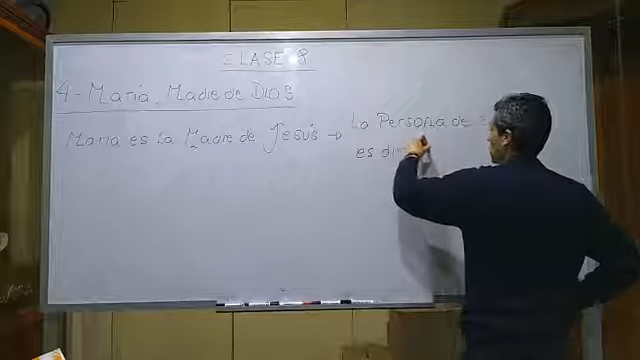 CLASE 8
4- María, Madre de DIOS
María es la Madre de Jesús → La Persona de
es di